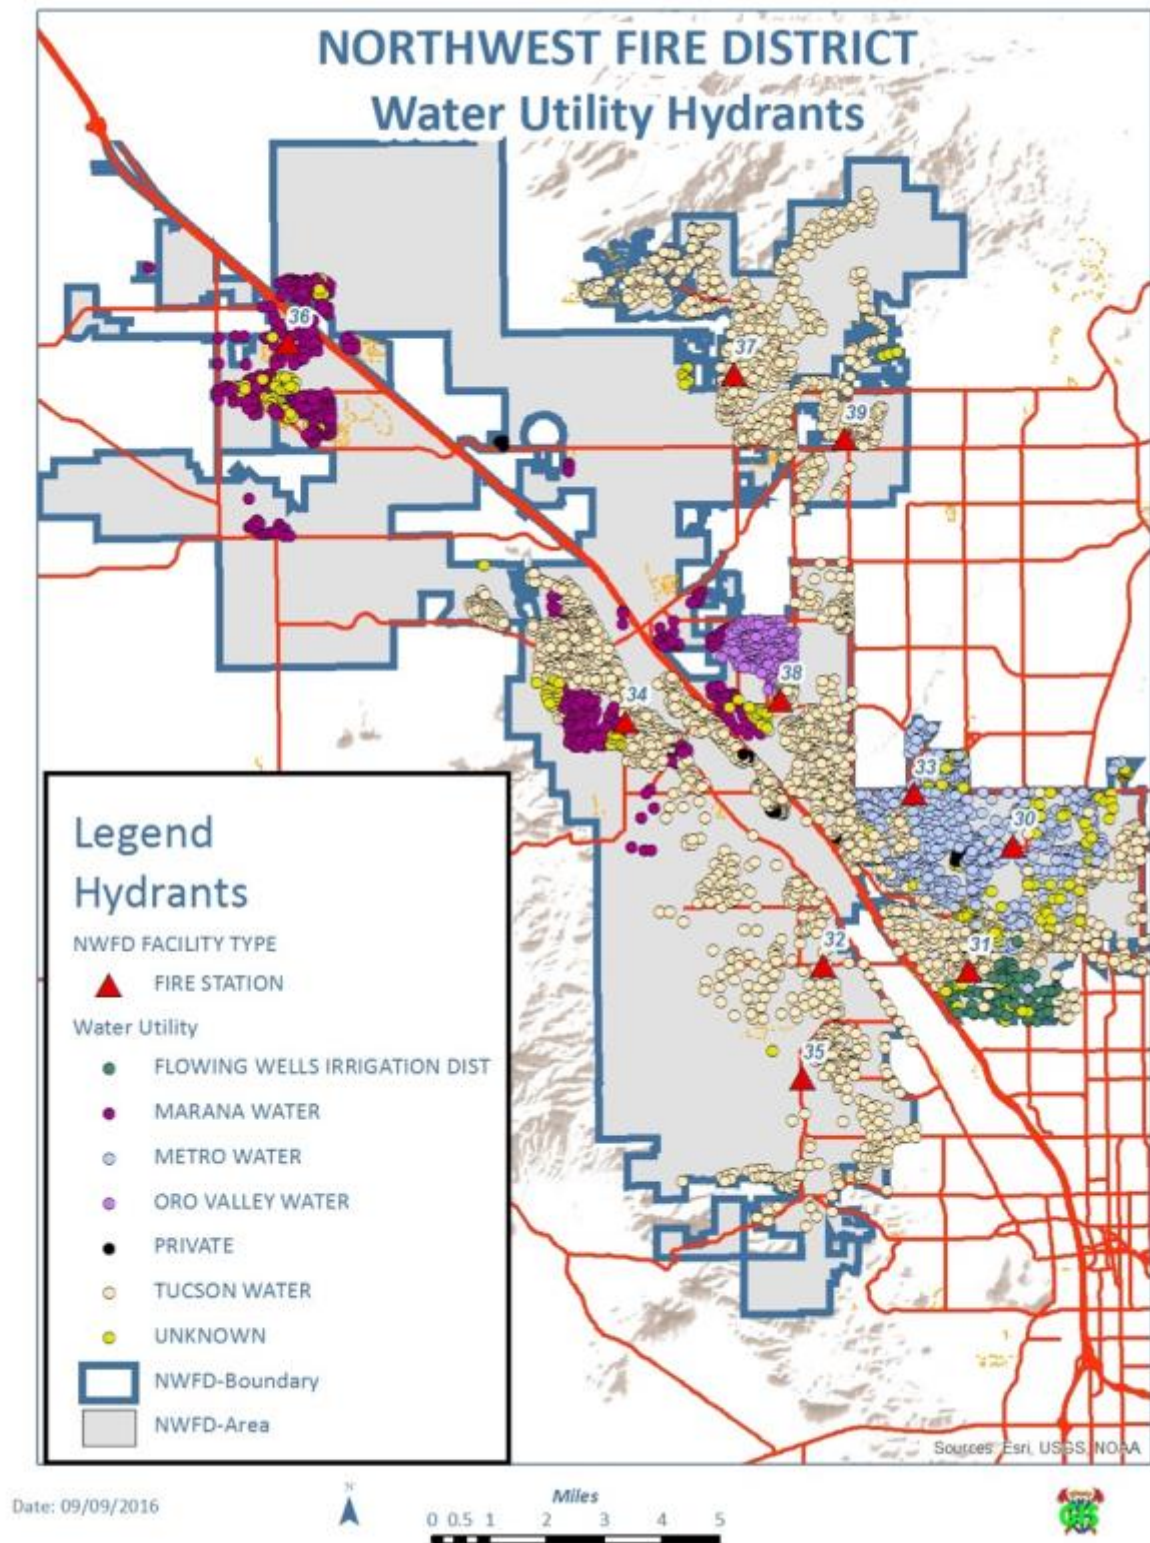 NORTHWEST FIRE DISTRICT
Water Utility Hydrants
36
37
39
38
34
33
30
32
31
35
Legend
Hydrants
NWFD FACILITY TYPE
FIRE STATION
Water Utility
FLOWING WELLS IRRIGATION DIST
MARANA WATER
METRO WATER
ORO VALLEY WATER
PRIVATE
TUCSON WATER
UNKNOWN
NWFD-Boundary
NWFD-Area
Sources: Esri, USGS, NOAA
Date: 09/09/2016
N
Miles
0 0.5 1 2 3 4 5
GIS